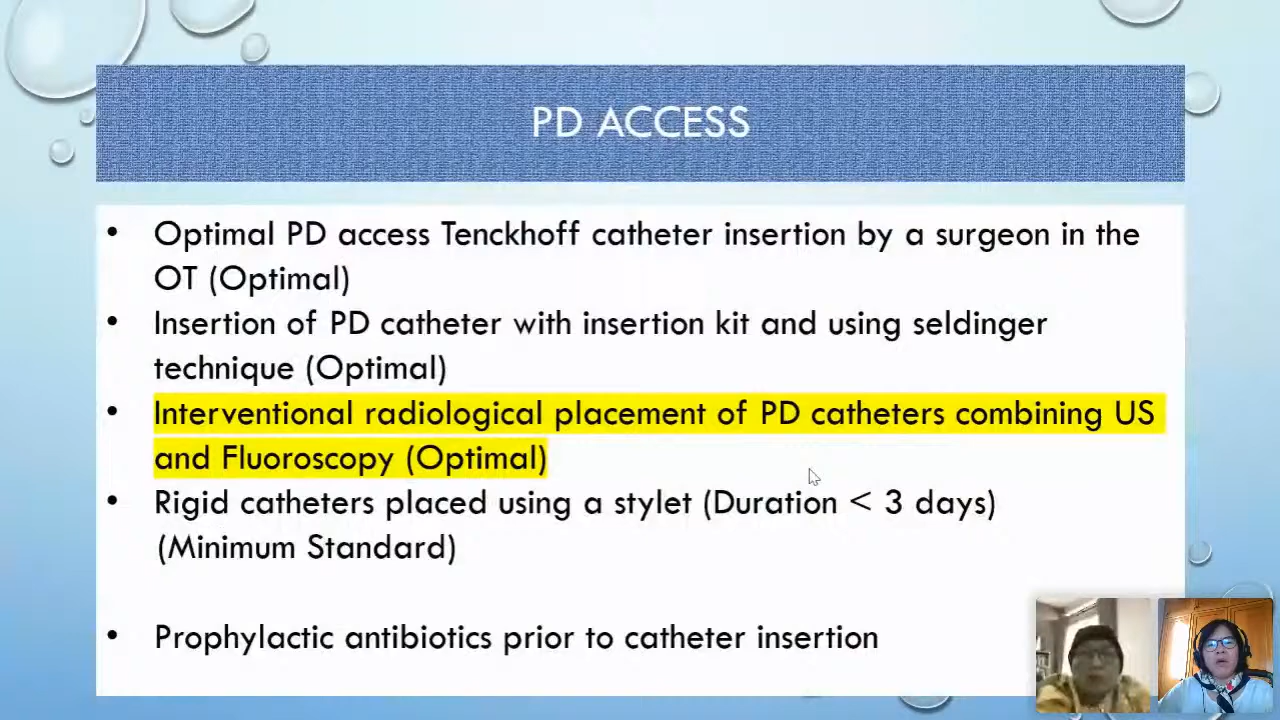 PD ACCESS
• Optimal PD access Tenckhoff catheter insertion by a surgeon in the
OT (Optimal)
• Insertion of PD catheter with insertion kit and using seldinger
technique (Optimal)
• Interventional radiological placement of PD catheters combining US
and Fluoroscopy (Optimal)
• Rigid catheters placed using a stylet (Duration < 3 days)
(Minimum Standard)
• Prophylactic antibiotics prior to catheter insertion